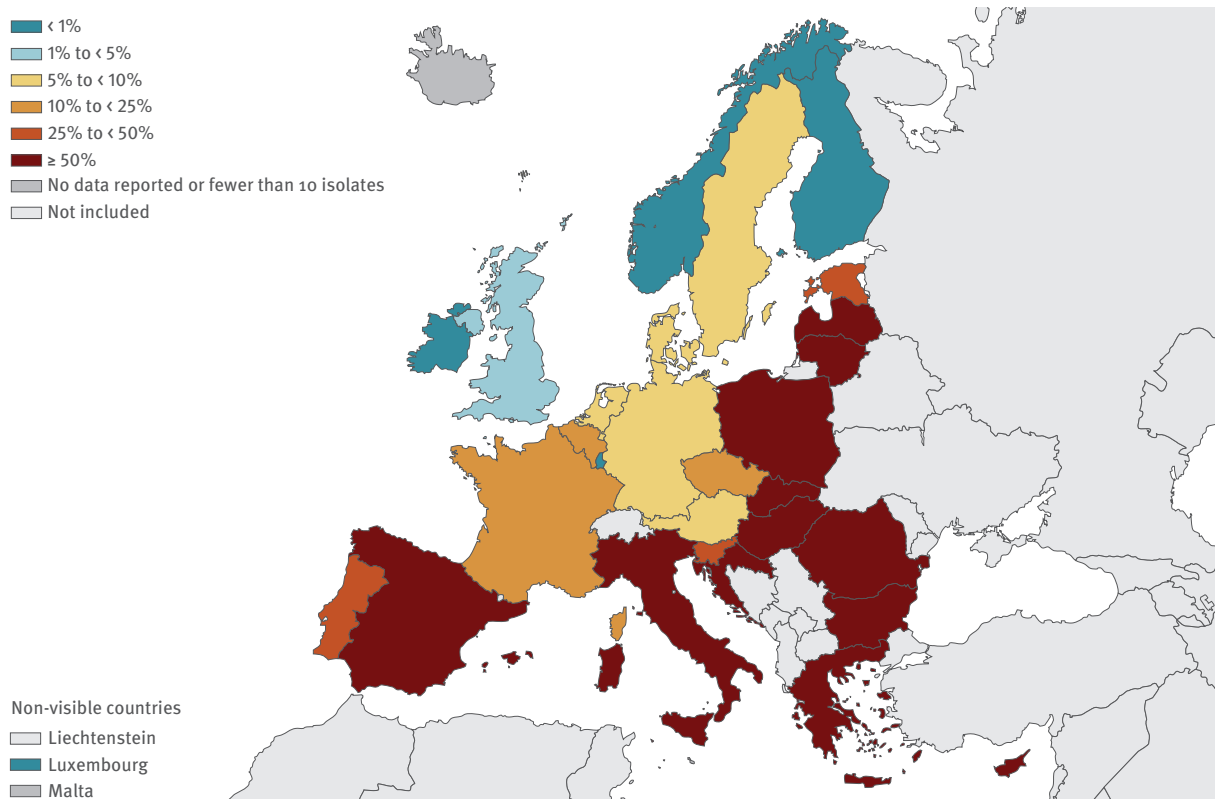 < 1%
1% to < 5%
5% to < 10%
10% to < 25%
25% to < 50%
≥ 50%
No data reported or fewer than 10 isolates
Not included
Non-visible countries
Liechtenstein
Luxembourg
Malta